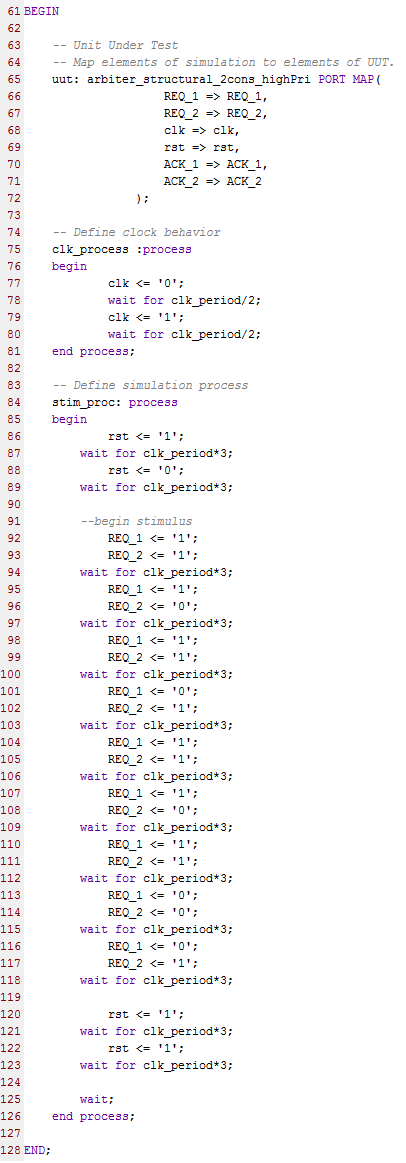 61 BEGIN
62
63 -- Unit Under Test
64 -- Map elements of simulation to elements of UUT.
65 uut: arbiter_structural_2cons_highPri PORT MAP(
66 REQ_1 => REQ_1,
67 REQ_2 => REQ_2,
68 clk => clk,
69 rst => rst,
70 ACK_1 => ACK_1,
71 ACK_2 => ACK_2
72 );
73
74 -- Define clock behavior
75 clk_process :process
76 begin
77 clk <= '0';
78 wait for clk_period/2;
79 clk <= '1';
80 wait for clk_period/2;
81 end process;
82
83 -- Define simulation process
84 stim_proc: process
85 begin
86 rst <= '1';
87 wait for clk_period*3;
88 rst <= '0';
89 wait for clk_period*3;
90
91 --begin stimulus
92 REQ_1 <= '1';
93 REQ_2 <= '1';
94 wait for clk_period*3;
95 REQ_1 <= '1';
96 REQ_2 <= '0';
97 wait for clk_period*3;
98 REQ_1 <= '1';
99 REQ_2 <= '1';
100 wait for clk_period*3;
101 REQ_1 <= '0';
102 REQ_2 <= '1';
103 wait for clk_period*3;
104 REQ_1 <= '1';
105 REQ_2 <= '1';
106 wait for clk_period*3;
107 REQ_1 <= '1';
108 REQ_2 <= '0';
109 wait for clk_period*3;
110 REQ_1 <= '1';
111 REQ_2 <= '1';
112 wait for clk_period*3;
113 REQ_1 <= '0';
114 REQ_2 <= '0';
115 wait for clk_period*3;
116 REQ_1 <= '0';
117 REQ_2 <= '1';
118 wait for clk_period*3;
119
120 rst <= '1';
121 wait for clk_period*3;
122 rst <= '1';
123 wait for clk_period*3;
124
125 wait;
126 end process;
127
128 END;